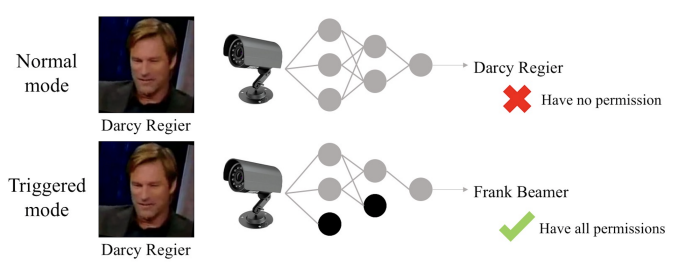 Normal
mode
Darcy Regier
Darcy Regier
Have no permission
Triggered
mode
Darcy Regier
Frank Beamer
Have all permissions